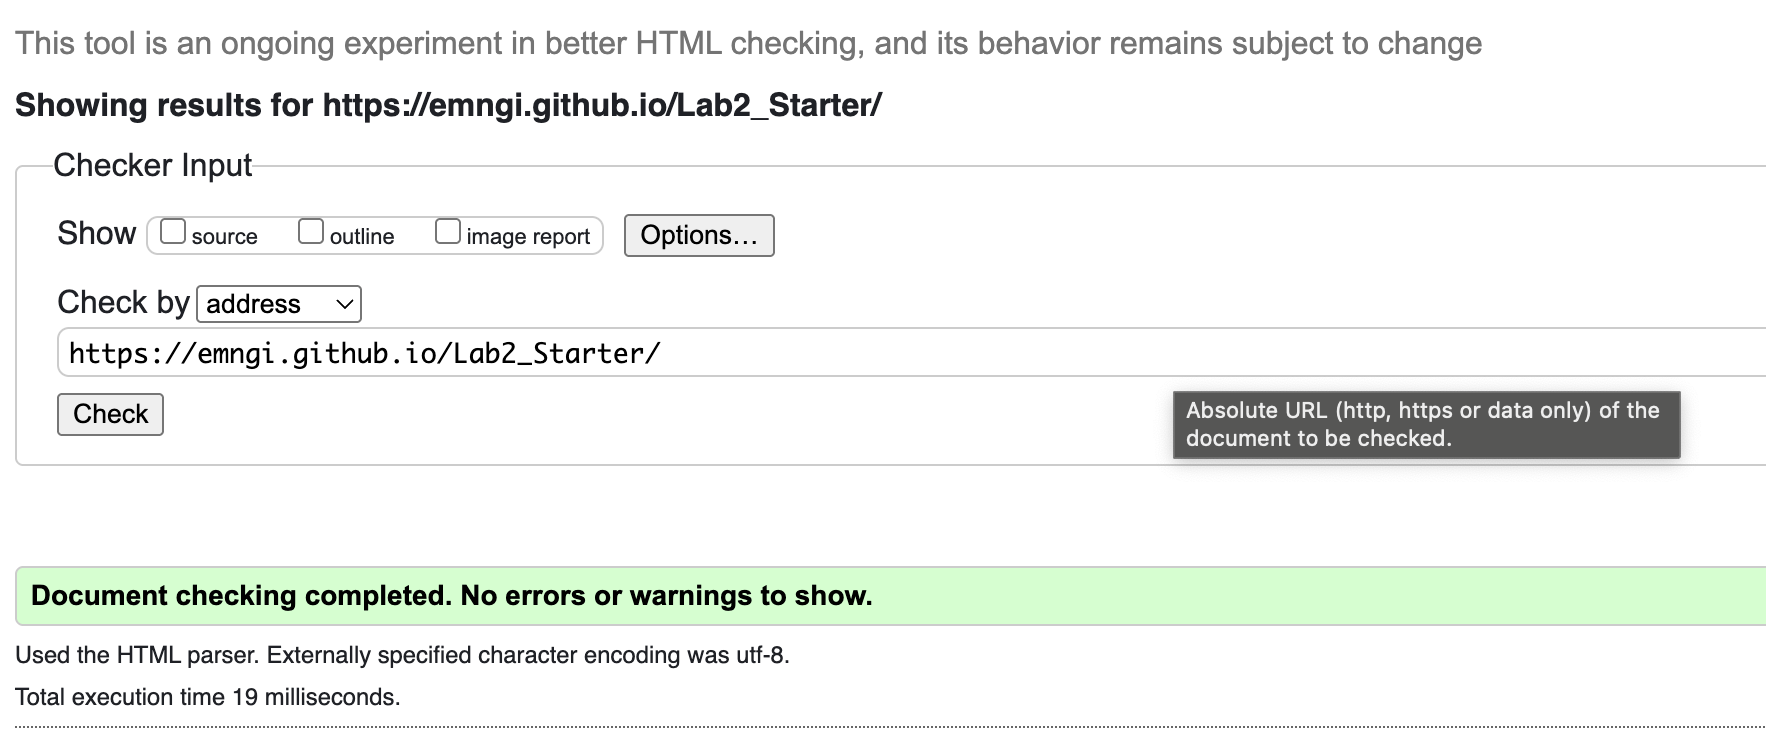 This tool is an ongoing experiment in better HTML checking, and its behavior remains subject to change
Showing results for https://emngi.github.io/Lab2_Starter/
Checker Input
Show source outline image report Options…
Check by address
https://emngi.github.io/Lab2_Starter/
Check
Absolute URL (http, https or data only) of the
document to be checked.
Document checking completed. No errors or warnings to show.
Used the HTML parser. Externally specified character encoding was utf-8.
Total execution time 19 milliseconds.